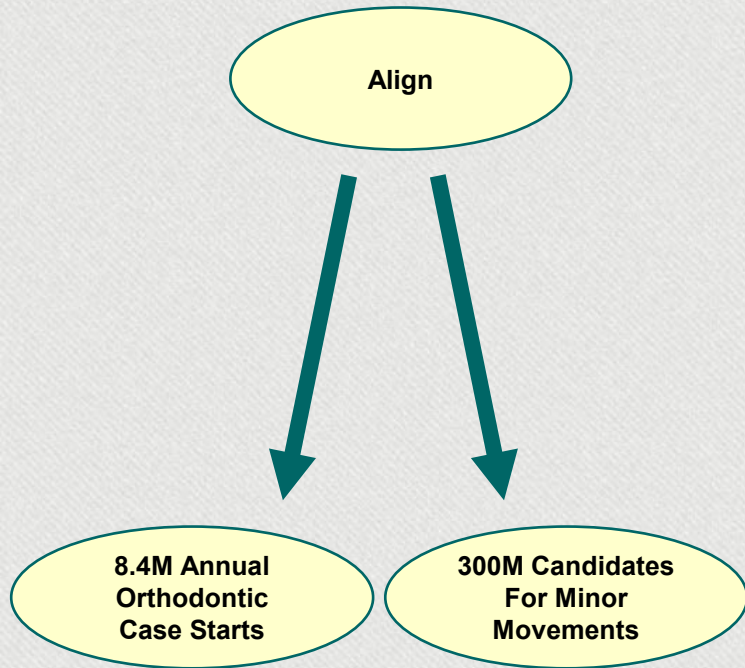 Align
8.4M Annual
Orthodontic
Case Starts
300M Candidates
For Minor
Movements